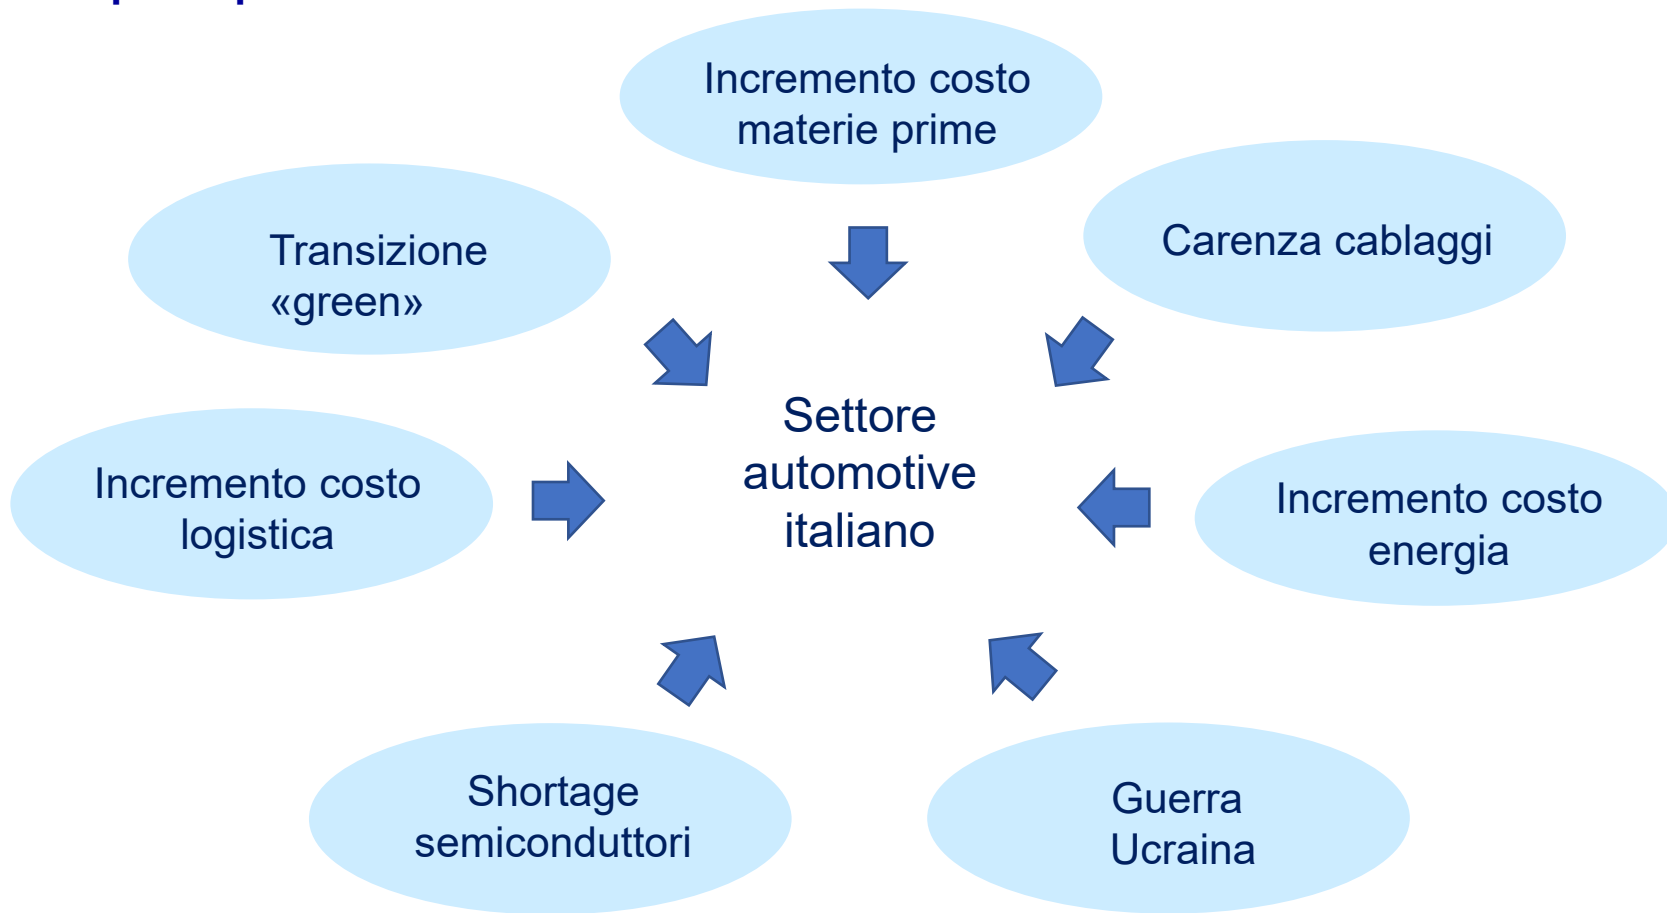 Incremento costo
materie prime
Transizione
«green»
Carenza cablaggi
Settore
automotive
italiano
Incremento costo
logistica
Incremento costo
energia
Shortage
semiconduttori
Guerra
Ucraina